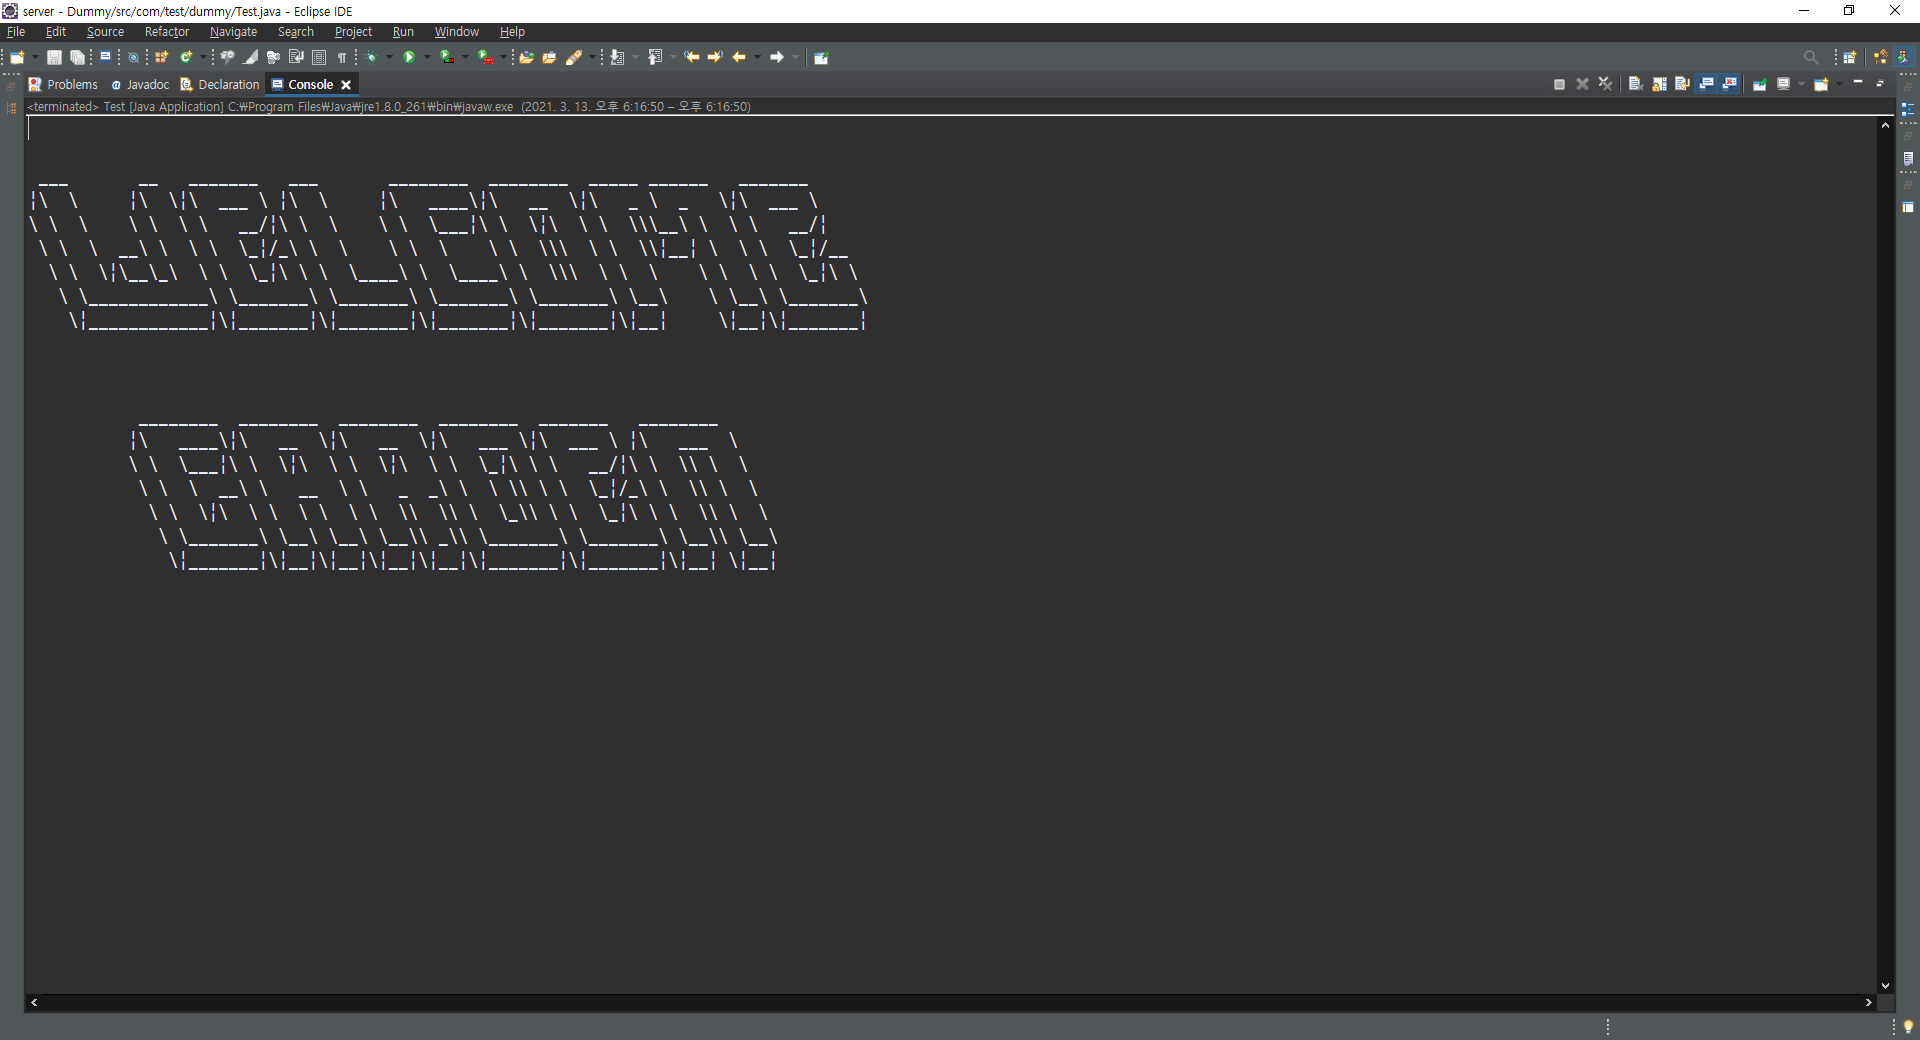 server - Dummy/src/com/test/dummy/Test.java - Eclipse IDE
File Edit Source Refactor Navigate Search Project Run Window Help
Problems Javadoc Declaration Console
<terminated> Test [Java Application] C:₩Program Files₩Java₩jre1.8.0_261₩bin₩javaw.exe (2021. 3. 13. 오후 6:16:50 – 오후 6:16:50)
WELCOME
GARDEN